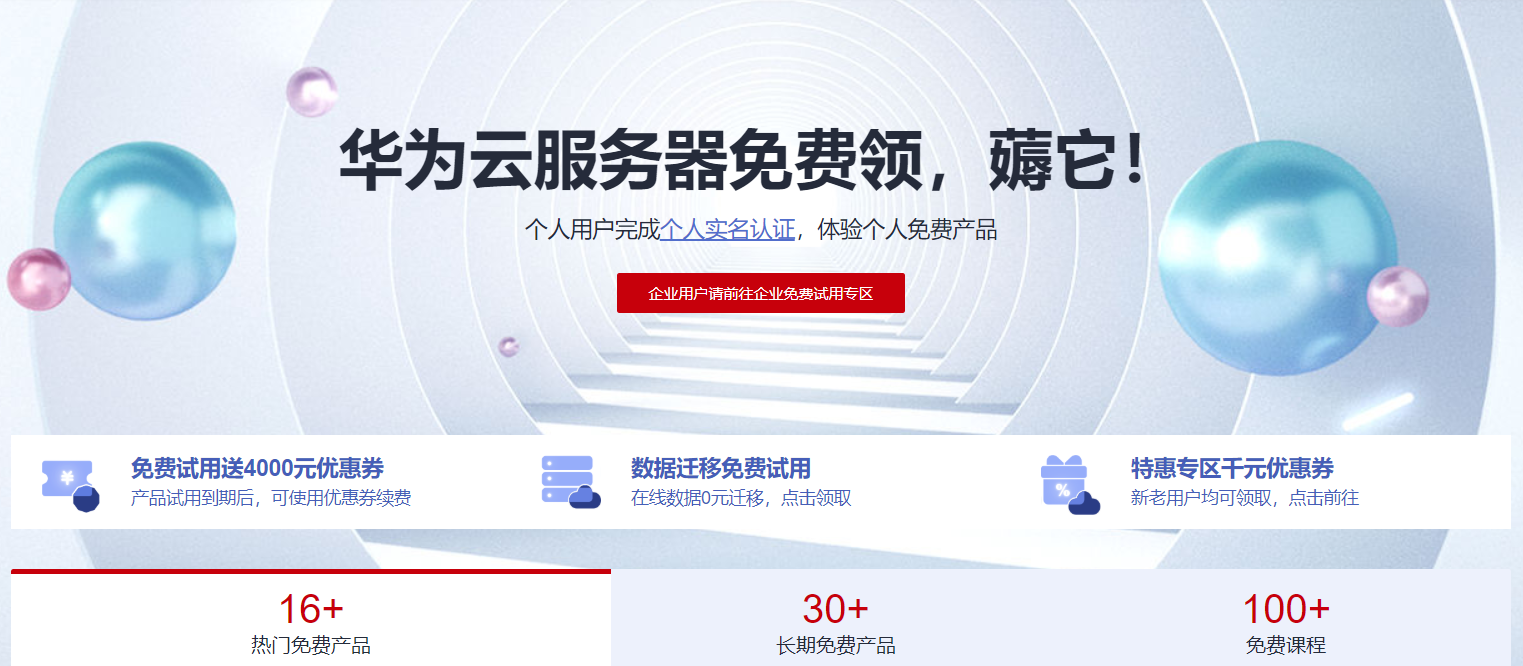 华为云服务器免费领，薅它！
个人用户完成个人实名认证，体验个人免费产品
企业用户请前往企业免费试用专区
¥
免费试用送4000元优惠券
产品试用到期后，可使用优惠券续费
数据迁移免费试用
在线数据0元迁移，点击领取
%
特惠专区千元优惠券
新老用户均可领取，点击前往
16+
热门免费产品
30+
长期免费产品
100+
免费课程